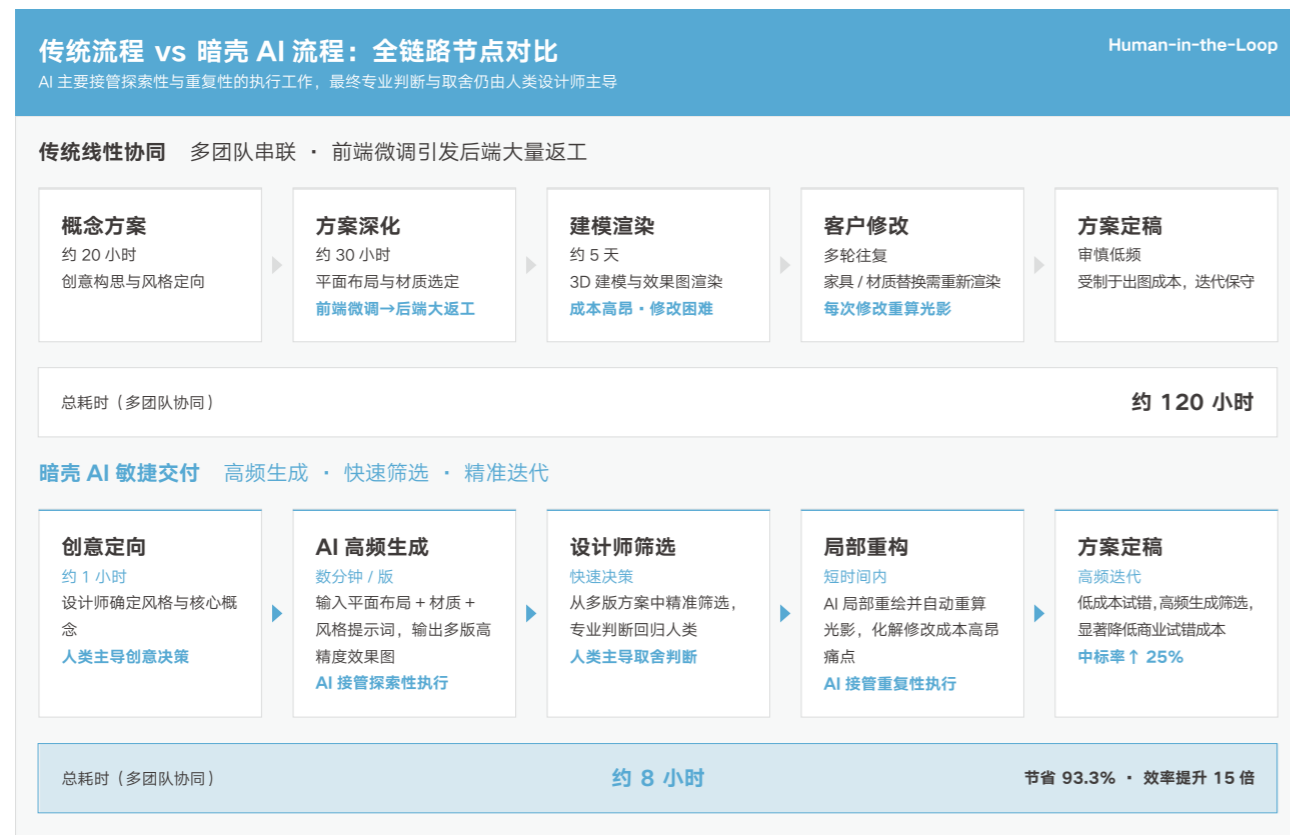 传统流程 vs 暗壳 AI 流程：全链路节点对比
Human-in-the-Loop
AI 主要接管探索性与重复性的执行工作，最终专业判断与取舍仍由人类设计师主导
传统线性协同 多团队串联 · 前端微调引发后端大量返工
概念方案
约 20 小时
创意构思与风格定向
方案深化
约 30 小时
平面布局与材质选定
前端微调→后端大返工
建模渲染
约 5 天
3D 建模与效果图渲染
成本高昂·修改困难
客户修改
多轮往复
家具 / 材质替换需重新渲染
每次修改重算光影
方案定稿
审慎低频
受制于出图成本，迭代保守
总耗时（多团队协同）
约 120 小时
暗壳 AI 敏捷交付 高频生成 · 快速筛选 · 精准迭代
创意定向
约 1 小时
设计师确定风格与核心概
念
人类主导创意决策
AI 高频生成
数分钟 / 版
输入平面布局 + 材质 +
风格提示词，输出多版高
精度效果图
AI 接管探索性执行
设计师筛选
快速决策
从多版方案中精准筛选，
专业判断回归人类
人类主导取舍判断
局部重构
短时间内
AI 局部重绘并自动重算
光影，化解修改成本高昂
痛点
AI 接管重复性执行
方案定稿
高频迭代
低成本试错，高频生成筛选，
显著降低商业试错成本
中标率↑ 25%
总耗时（多团队协同）
约 8 小时
节省 93.3% · 效率提升 15 倍